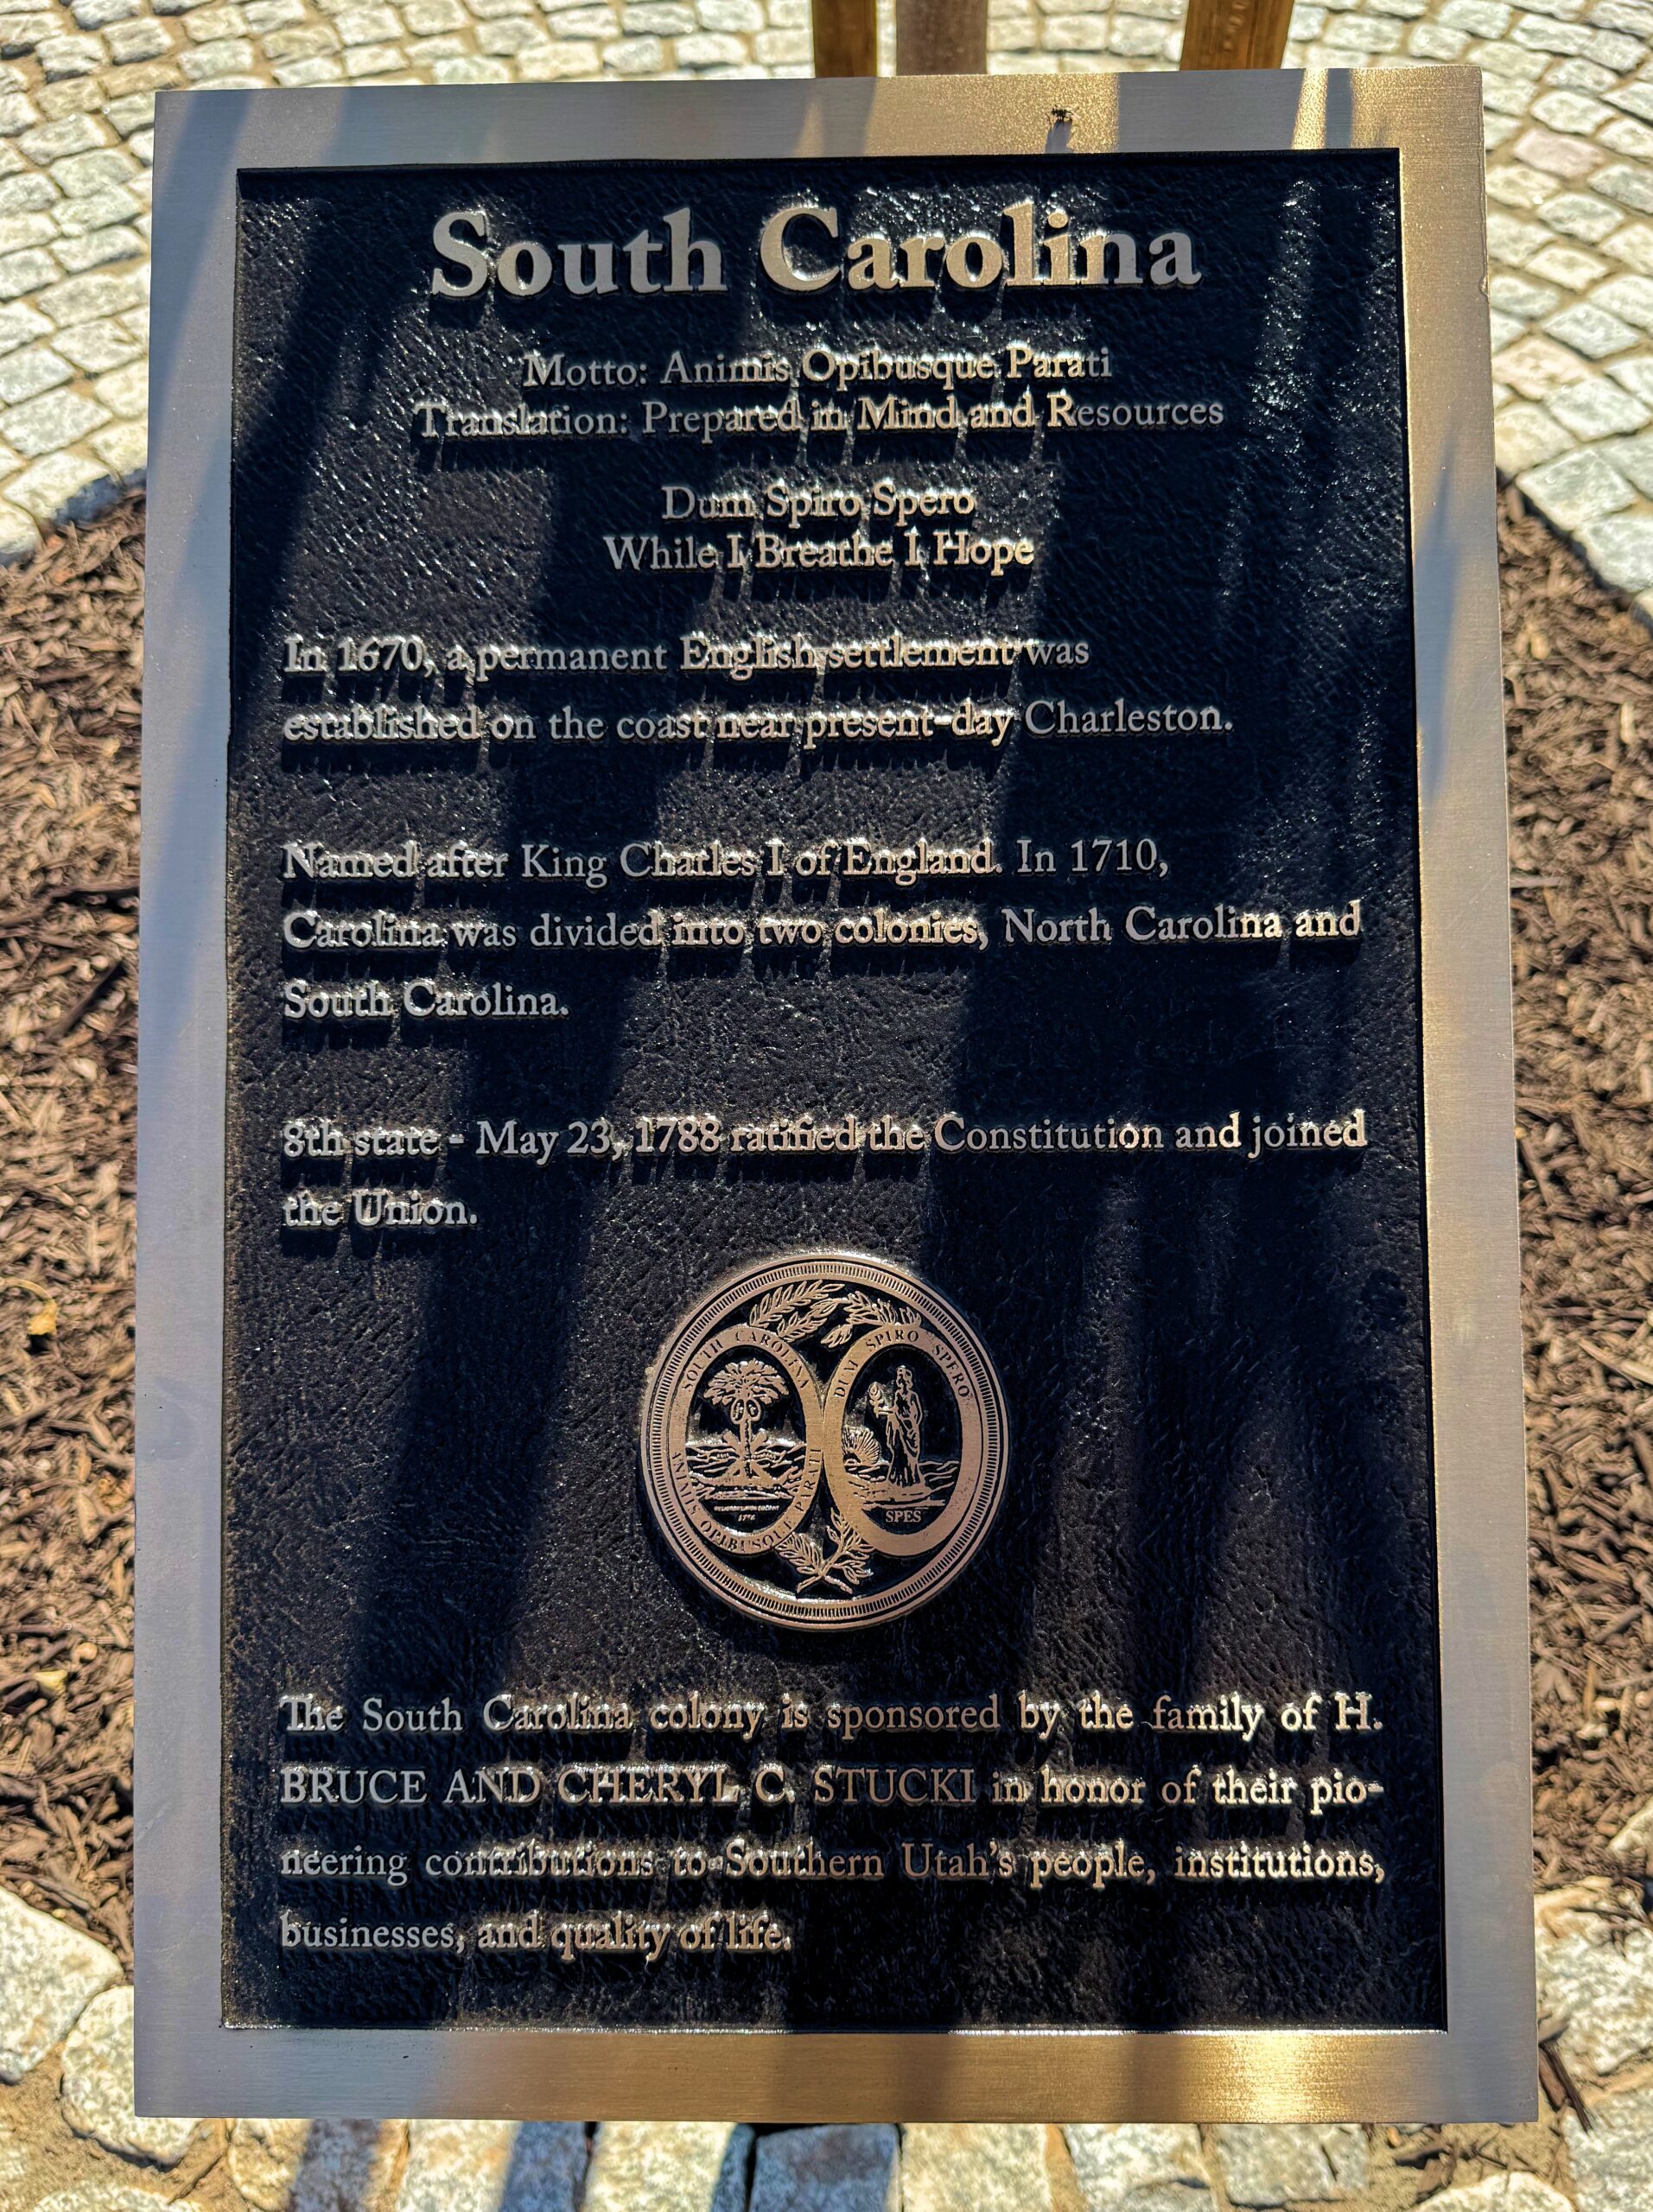 South Carolina
Motto: Animis Opibusque Parati
Translation: Prepared in Mind and Resources
Dum Spiro Spero
While I Breathe I Hope
In 1670, a permanent English settlement was
established on the coast near present-day Charleston.
Named after King Charles I of England. In 1710,
Carolina was divided into two colonies, North Carolina and
South Carolina.
8th state - May 23, 1788 ratified the Constitution and joined
the Union.
SOUTH CAROLINA
ANIMIS OPIBUSQUE PARATI
DUM SPIRO SPERO
SPES
The South Carolina colony is sponsored by the family of H.
BRUCE AND CHERYL C. STUCKI in honor of their pio-
neering contributions to Southern Utah's people, institutions,
businesses, and quality of life.